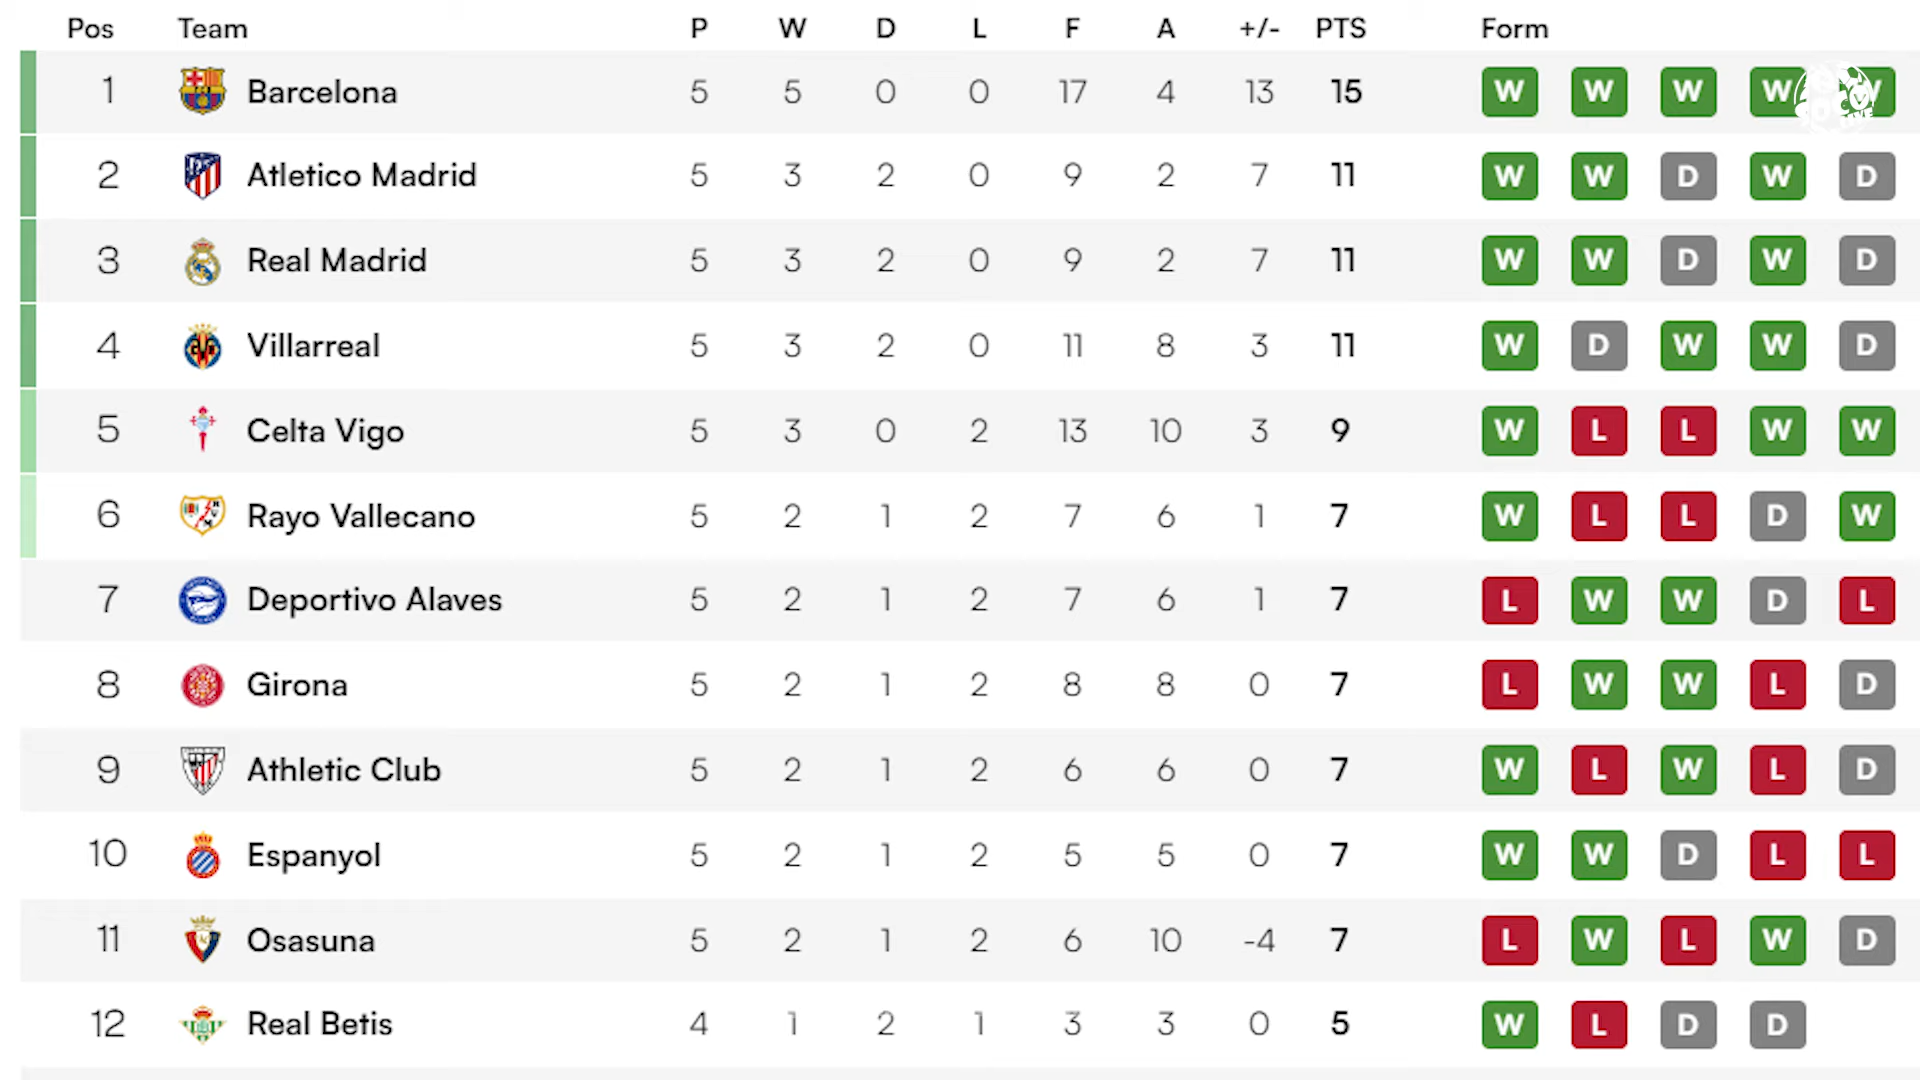 Pos Team P W D L F A +/- PTS Form
1 Barcelona 5 5 0 0 17 4 13 15 W W W W W
2 Atletico Madrid 5 3 2 0 9 2 7 11 W W D W D
3 Real Madrid 5 3 2 0 9 2 7 11 W W D W D
4 Villarreal 5 3 2 0 11 8 3 11 W D W W D
5 Celta Vigo 5 3 0 2 13 10 3 9 W L L W W
6 Rayo Vallecano 5 2 1 2 7 6 1 7 W L L D W
7 Deportivo Alaves 5 2 1 2 7 6 1 7 L W W D L
8 Girona 5 2 1 2 8 8 0 7 L W W L D
9 Athletic Club 5 2 1 2 6 6 0 7 W L W L D
10 Espanyol 5 2 1 2 5 5 0 7 W W D L L
11 Osasuna 5 2 1 2 6 10 -4 7 L W L W D
12 Real Betis 4 1 2 1 3 3 0 5 W L D D